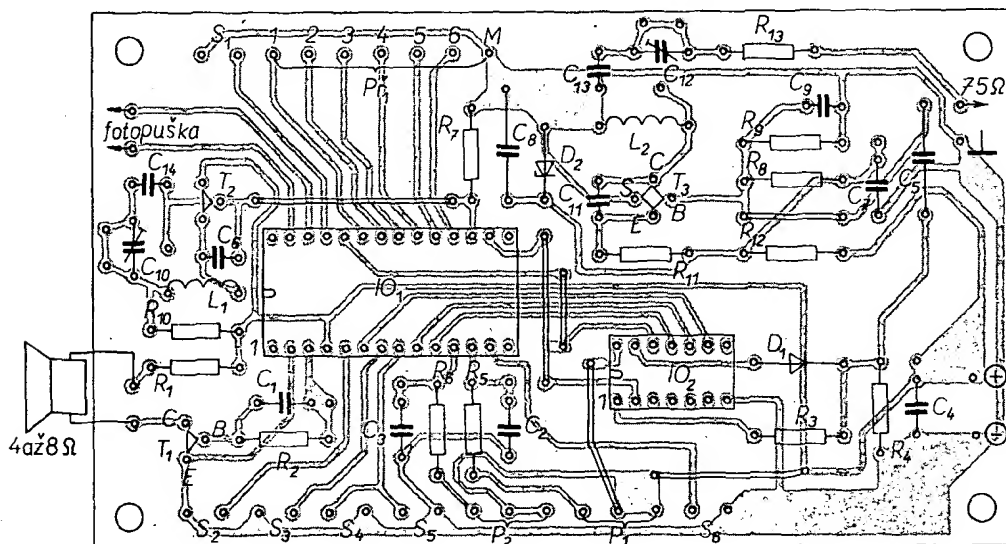 S₁ 1 2 3 4 5 6 M
Př₁
fotopuška
C₁₄
T₂
C₆
C₁₀
L₁
R₁₀
R₁
4až8Ω
C
T₁
B
E
C₁
R₂
1
IO₁
R₇
C₈
D₂
C₁₃
C₁₂
L₂
C
C₁₁
S
T₃
E
B
R₁₁
R₁₃
75Ω
C₉
R₉
R₈
C₇
C₅
R₁₂
C₃
R₆
R₅
C₂
1
IO₂
D₁
R₃
R₄
C₄
S₂ S₃ S₄ S₅ P₂ P₁ S₆